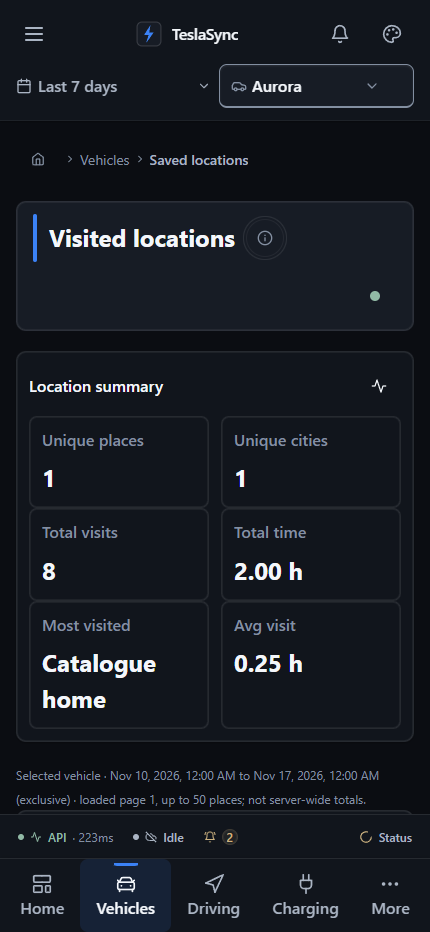 TeslaSync
Last 7 days
Aurora
Vehicles
Saved locations
Visited locations
Location summary
Unique places
1
Unique cities
1
Total visits
8
Total time
2.00 h
Most visited
Catalogue
home
Avg visit
0.25 h
Selected vehicle · Nov 10, 2026, 12:00 AM to Nov 17, 2026, 12:00 AM
(exclusive) · loaded page 1, up to 50 places; not server-wide totals.
API · 223ms
Idle
2
Status
Home
Vehicles
Driving
Charging
More